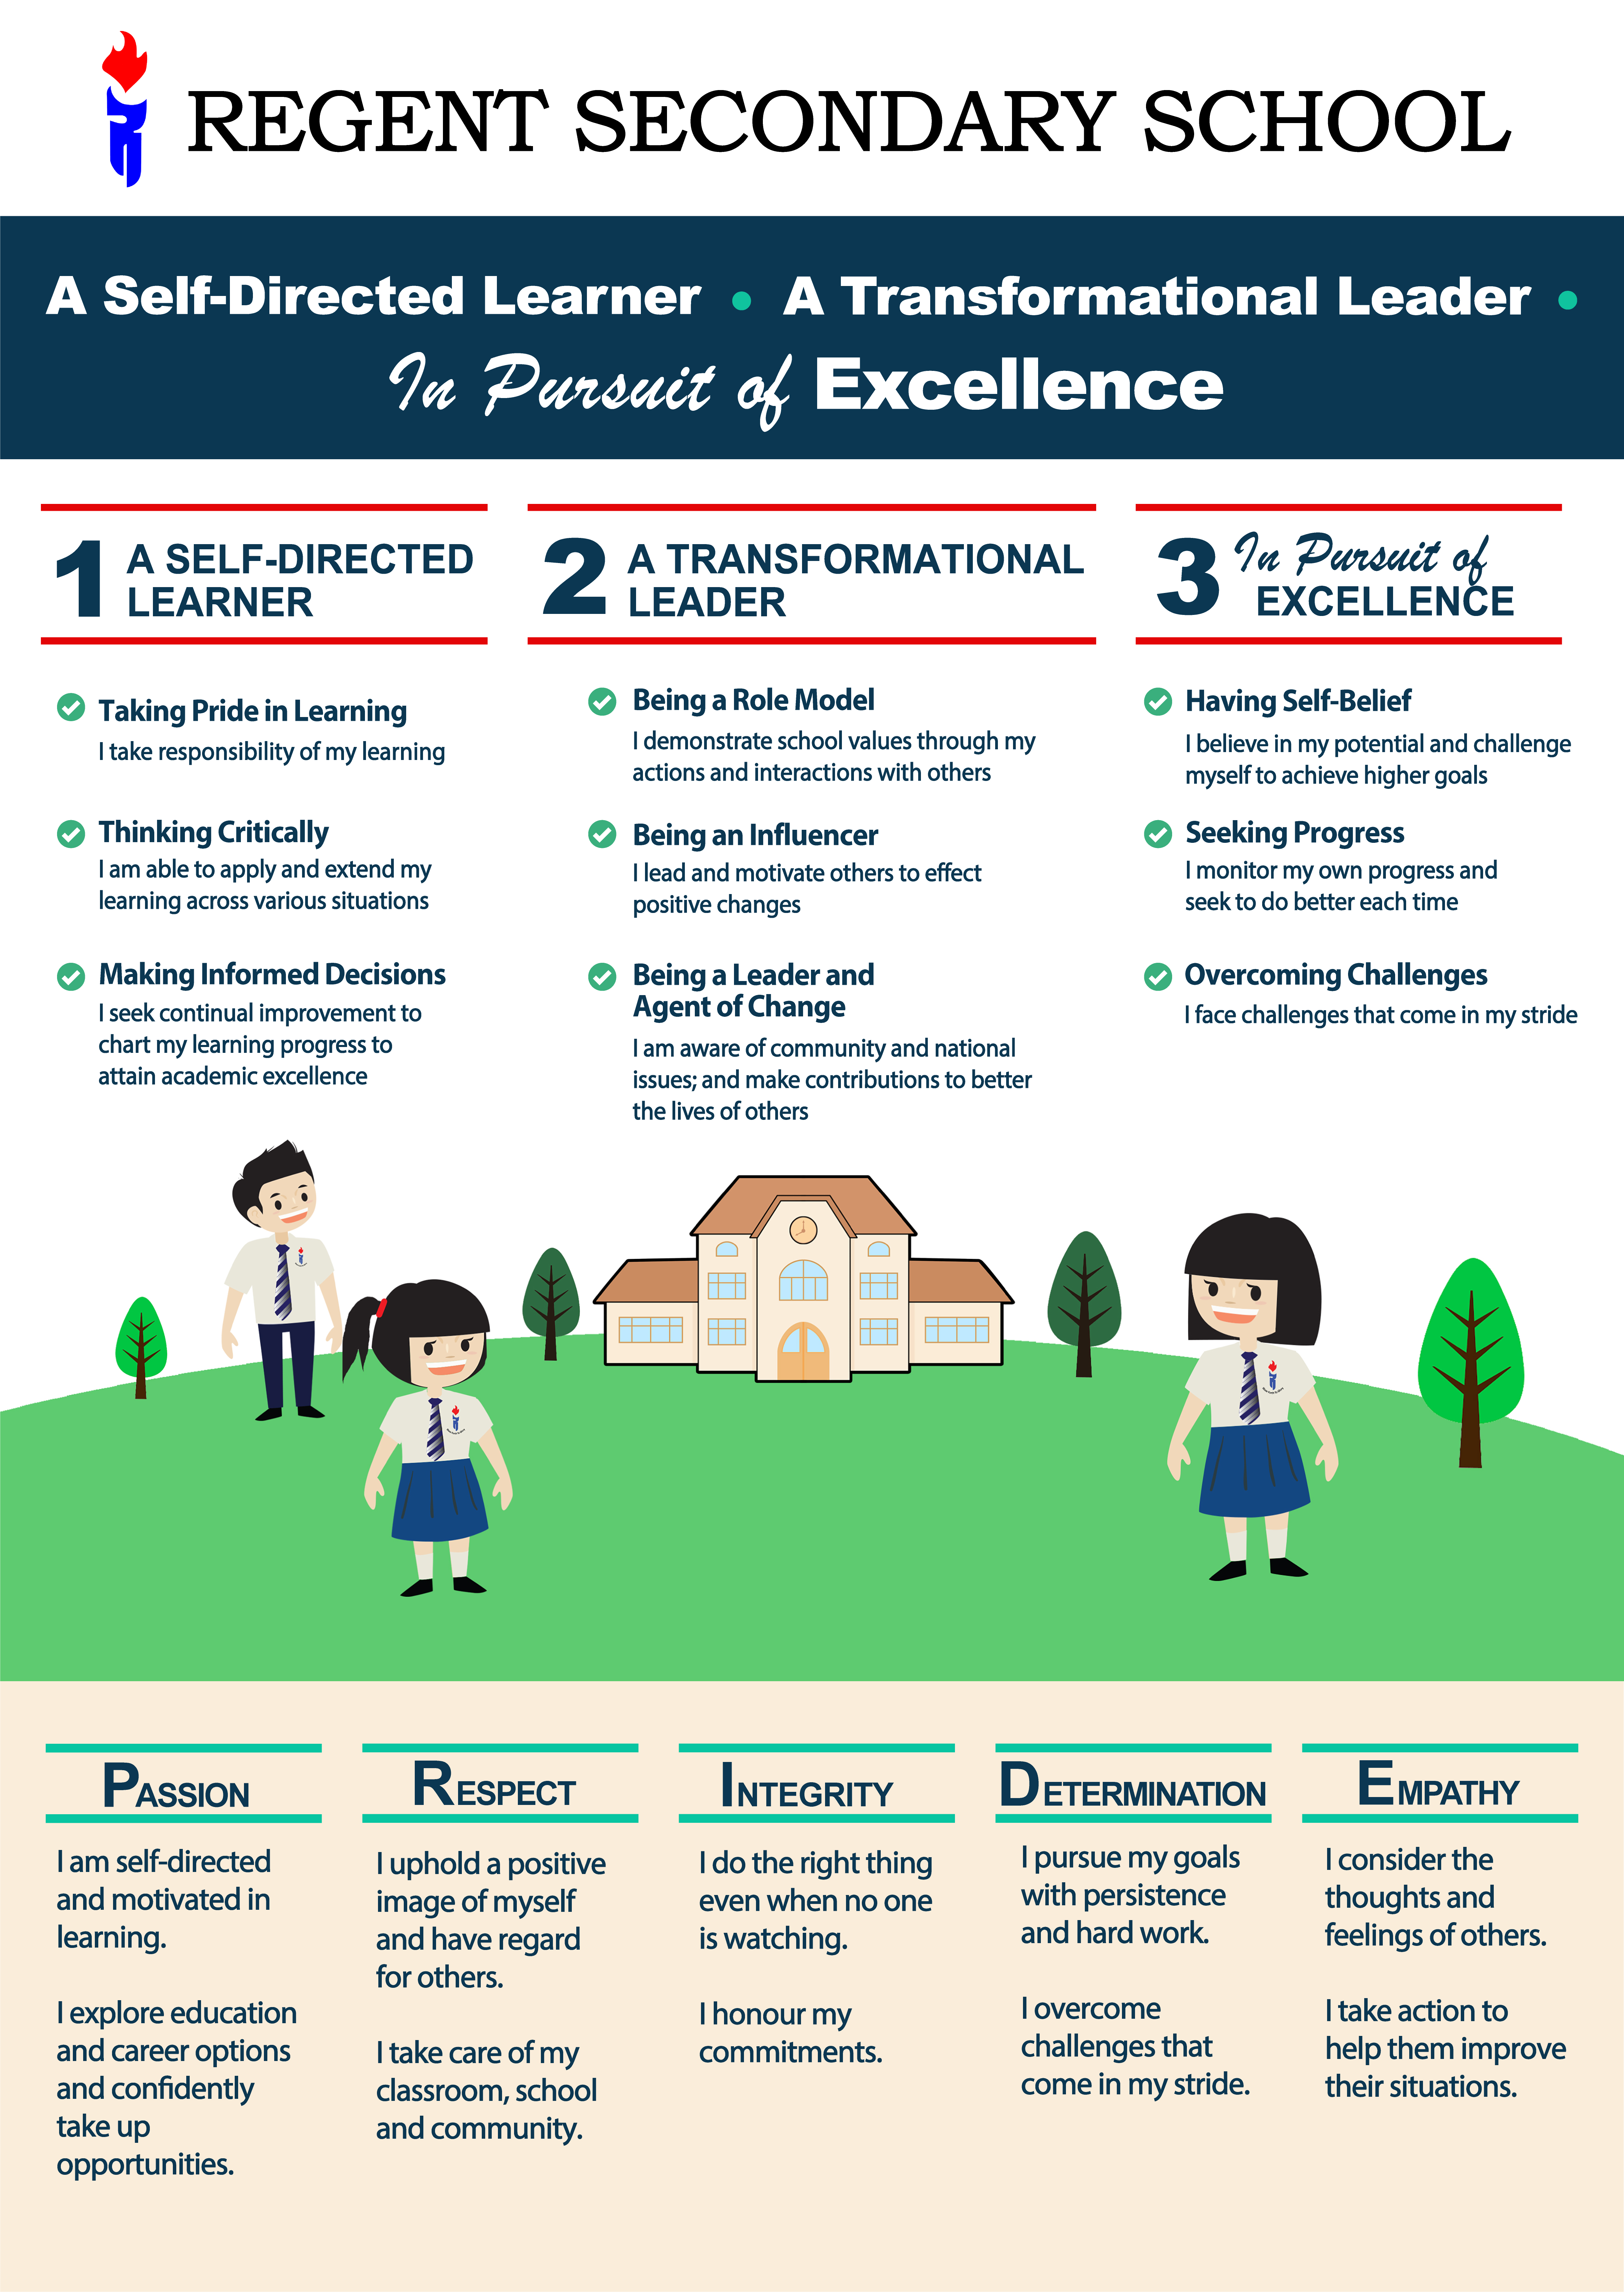 REGENT SECONDARY SCHOOL
A Self-Directed Learner • A Transformational Leader •
In Pursuit of Excellence
1 A SELF-DIRECTED
LEARNER
Taking Pride in Learning
I take responsibility of my learning
Thinking Critically
I am able to apply and extend my
learning across various situations
Making Informed Decisions
I seek continual improvement to
chart my learning progress to
attain academic excellence
2 A TRANSFORMATIONAL
LEADER
Being a Role Model
I demonstrate school values through my
actions and interactions with others
Being an Influencer
I lead and motivate others to effect
positive changes
Being a Leader and
Agent of Change
I am aware of community and national
issues; and make contributions to better
the lives of others
3 In Pursuit of
EXCELLENCE
Having Self-Belief
I believe in my potential and challenge
myself to achieve higher goals
Seeking Progress
I monitor my own progress and
seek to do better each time
Overcoming Challenges
I face challenges that come in my stride
PASSION
I am self-directed
and motivated in
learning.
I explore education
and career options
and confidently
take up
opportunities.
RESPECT
I uphold a positive
image of myself
and have regard
for others.
I take care of my
classroom, school
and community.
INTEGRITY
I do the right thing
even when no one
is watching.
I honour my
commitments.
DETERMINATION
I pursue my goals
with persistence
and hard work.
I overcome
challenges that
come in my stride.
EMPATHY
I consider the
thoughts and
feelings of others.
I take action to
help them improve
their situations.